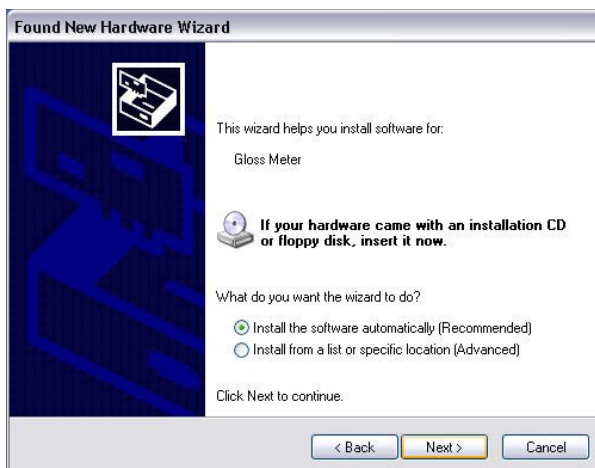 Found New Hardware Wizard
This wizard helps you install software for:
Gloss Meter
If your hardware came with an installation CD
or floppy disk, insert it now.
What do you want the wizard to do?
Install the software automatically (Recommended)
Install from a list or specific location (Advanced)
Click Next to continue.
< Back Next > Cancel